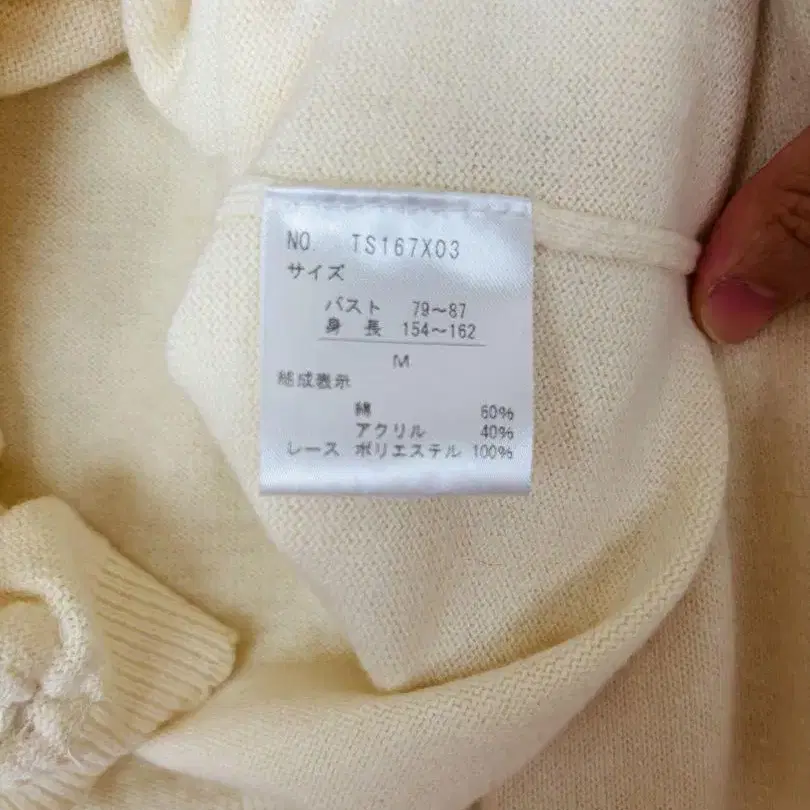 NO. TS167X03
サイズ
バスト 79～87
身 長 154～162
M
組成表示
綿 60%
アクリル 40%
レース ポリエステル 100%